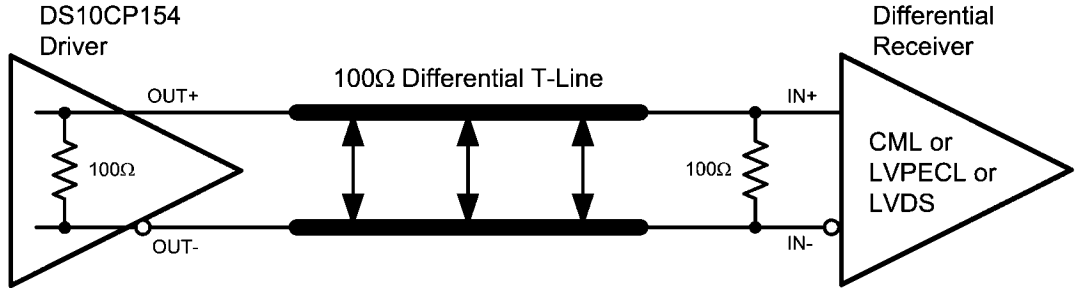 DS10CP154
Driver
Differential
Receiver
100Ω Differential T-Line
OUT+
IN+
100Ω
100Ω
CML or
LVPECL or
LVDS
OUT-
IN-